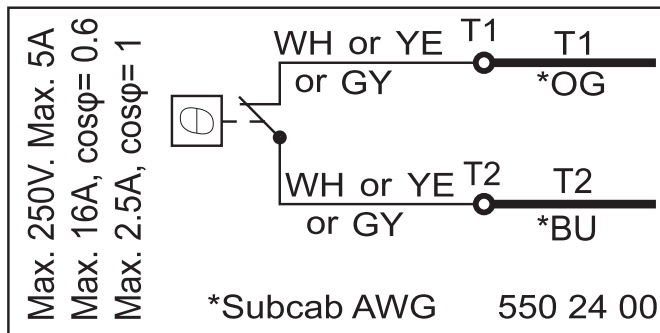 Max. 250V. Max. 5A
Max. 16A, cosφ= 0.6
Max. 2.5A, cosφ= 1
θ
WH or YE
or GY
T1
T1
*OG
WH or YE
or GY
T2
T2
*BU
*Subcab AWG
550 24 00